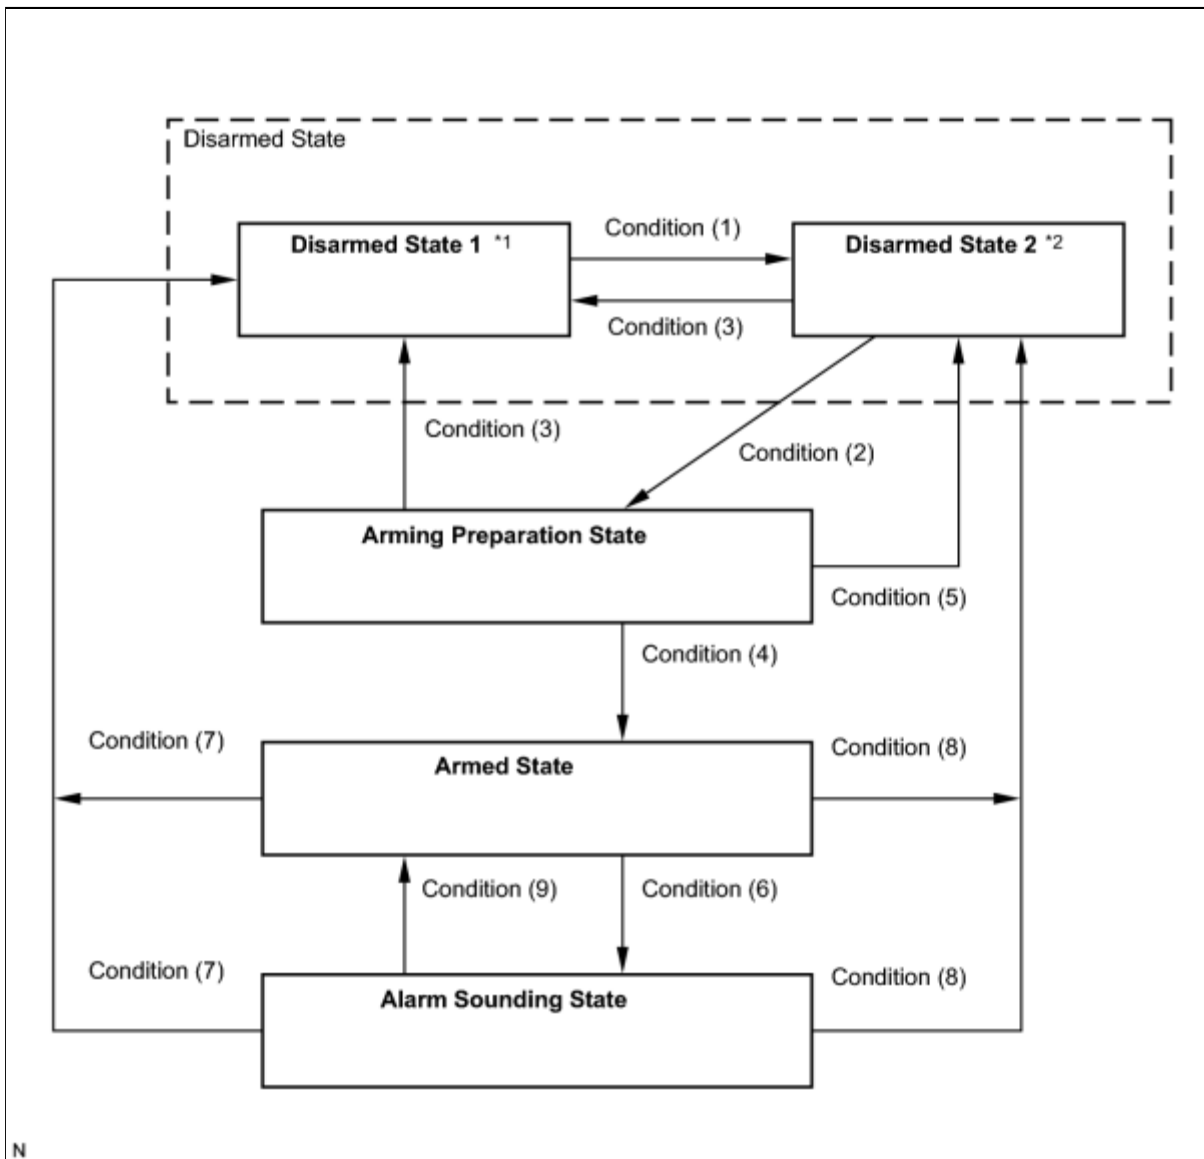 Disarmed State
Disarmed State 1 *1
Condition (1)
Disarmed State 2 *2
Condition (3)
Condition (3)
Condition (2)
Arming Preparation State
Condition (5)
Condition (4)
Condition (7)
Armed State
Condition (8)
Condition (9)
Condition (6)
Condition (7)
Alarm Sounding State
Condition (8)
N